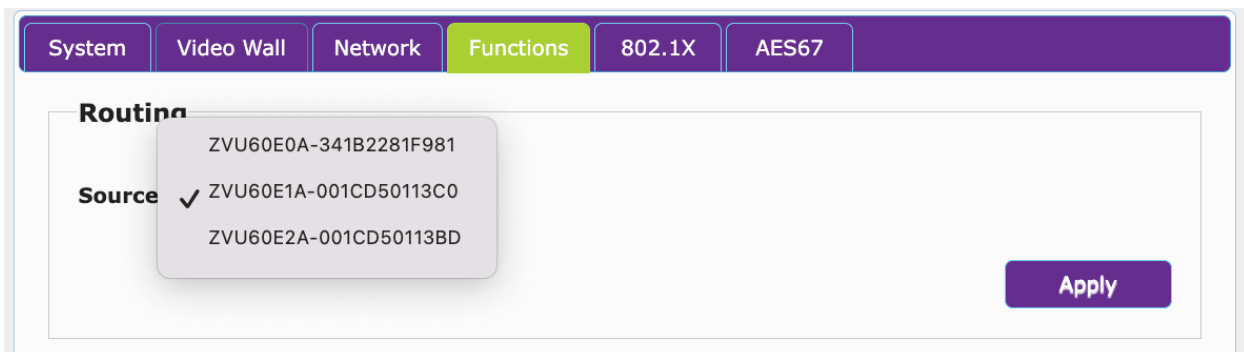 System Video Wall Network Functions 802.1X AES67
Routing
ZVU60E0A-341B2281F981
Source
✓ ZVU60E1A-001CD50113C0
ZVU60E2A-001CD50113BD
Apply